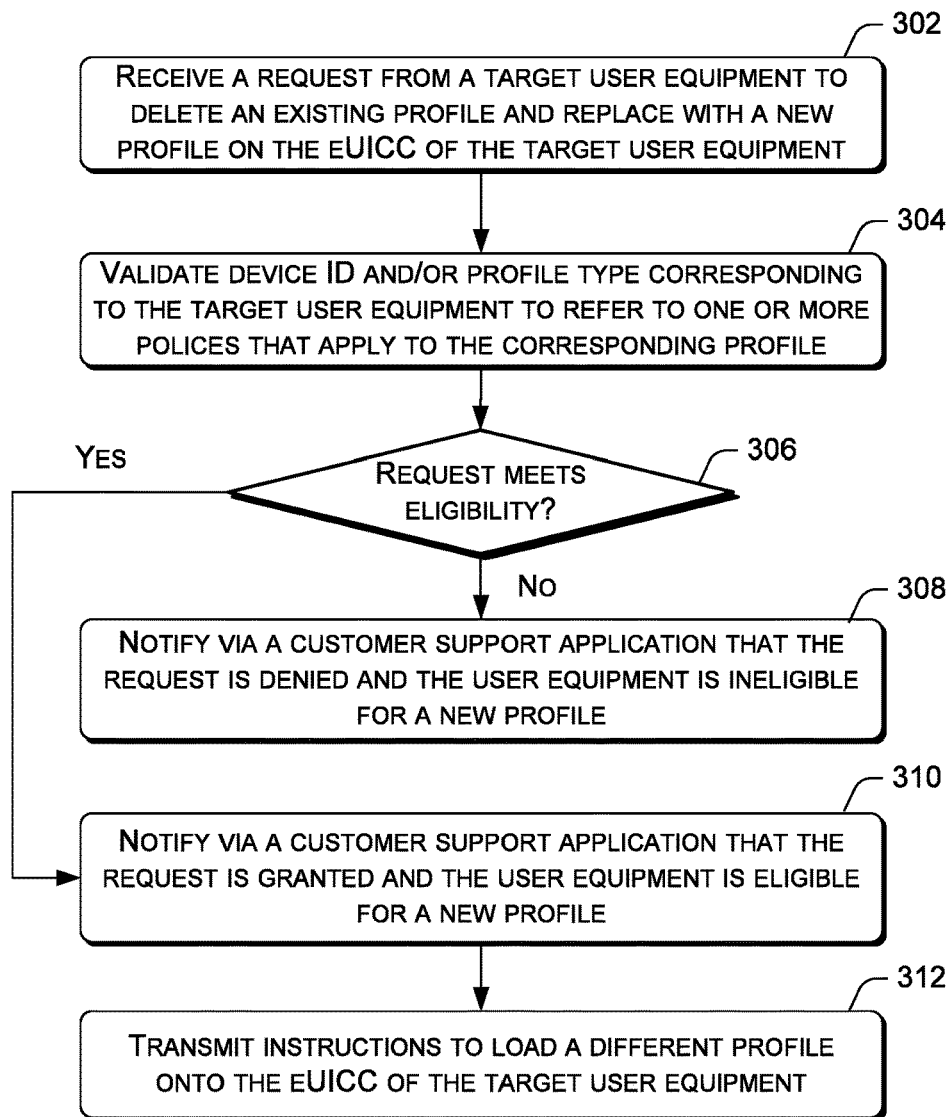 302
RECEIVE A REQUEST FROM A TARGET USER EQUIPMENT TO
DELETE AN EXISTING PROFILE AND REPLACE WITH A NEW
PROFILE ON THE EUICC OF THE TARGET USER EQUIPMENT
304
VALIDATE DEVICE ID AND/OR PROFILE TYPE CORRESPONDING
TO THE TARGET USER EQUIPMENT TO REFER TO ONE OR MORE
POLICES THAT APPLY TO THE CORRESPONDING PROFILE
YES
306
REQUEST MEETS
ELIGIBILITY?
NO
308
NOTIFY VIA A CUSTOMER SUPPORT APPLICATION THAT THE
REQUEST IS DENIED AND THE USER EQUIPMENT IS INELIGIBLE
FOR A NEW PROFILE
310
NOTIFY VIA A CUSTOMER SUPPORT APPLICATION THAT THE
REQUEST IS GRANTED AND THE USER EQUIPMENT IS ELIGIBLE
FOR A NEW PROFILE
312
TRANSMIT INSTRUCTIONS TO LOAD A DIFFERENT PROFILE
ONTO THE EUICC OF THE TARGET USER EQUIPMENT